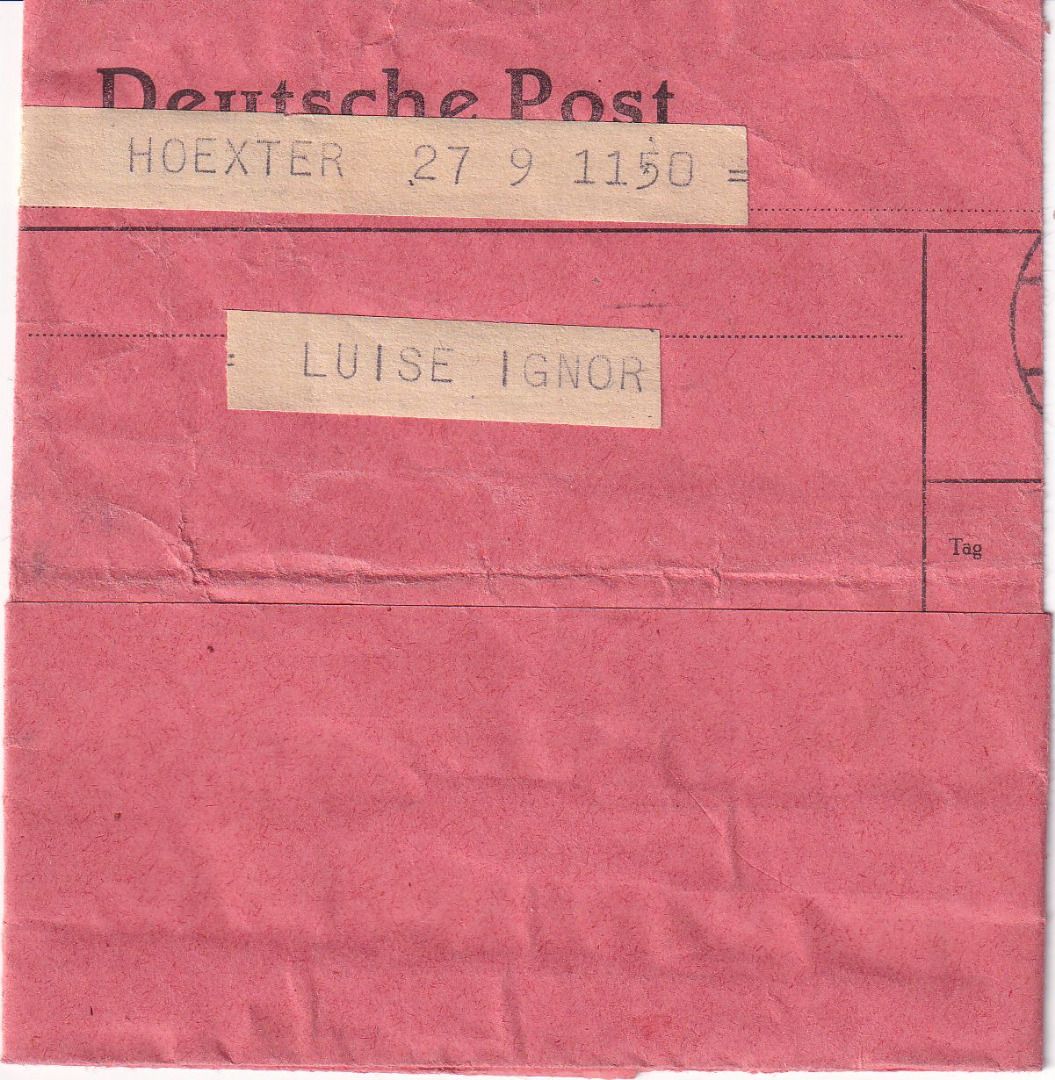 Deutsche Post
HOEXTER 27 9 1150 =
= LUISE IGNOR
Tag